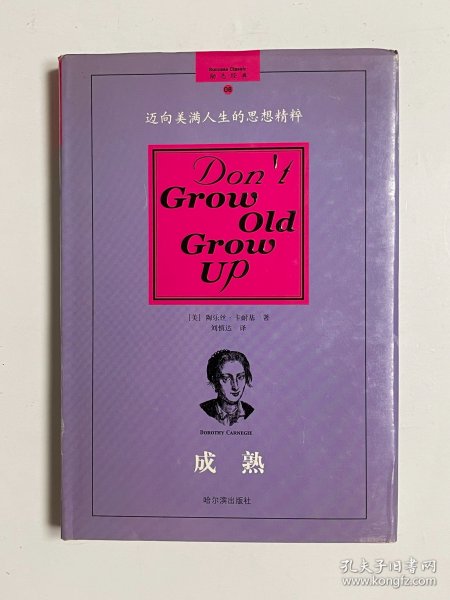 Success Classic
励志经典
08
迈向美满人生的思想精粹
Don't
Grow
Old
Grow
Up
[美] 陶乐丝·卡耐基 著
刘慎达 译
DOROTHY CARNEGIE
成熟
哈尔滨出版社
孔夫子旧书网
www.kongfz.com